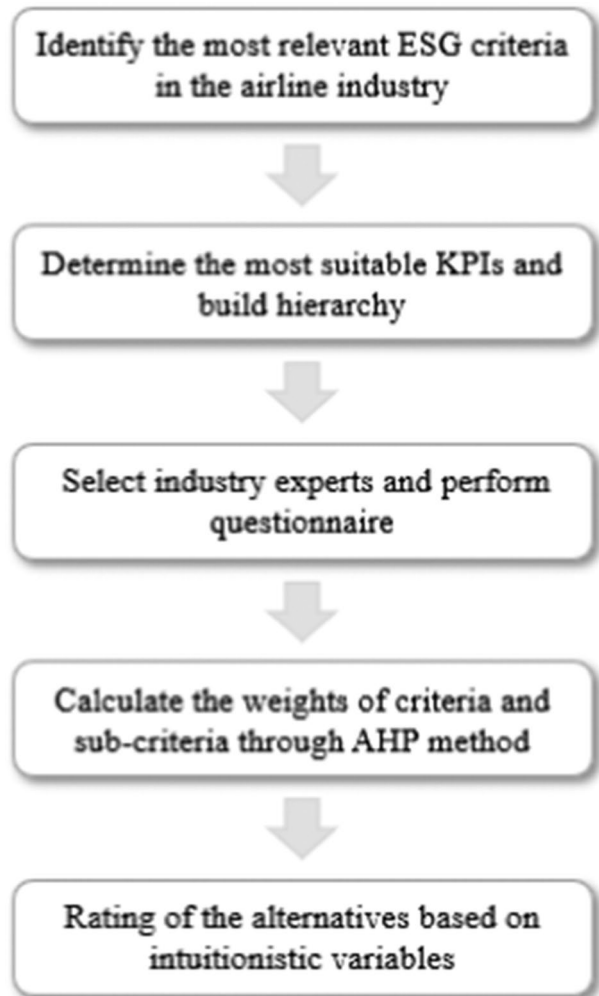 Identify the most relevant ESG criteria
in the airline industry
Determine the most suitable KPIs and
build hierarchy
Select industry experts and perform
questionnaire
Calculate the weights of criteria and
sub-criteria through AHP method
Rating of the alternatives based on
intuitionistic variables